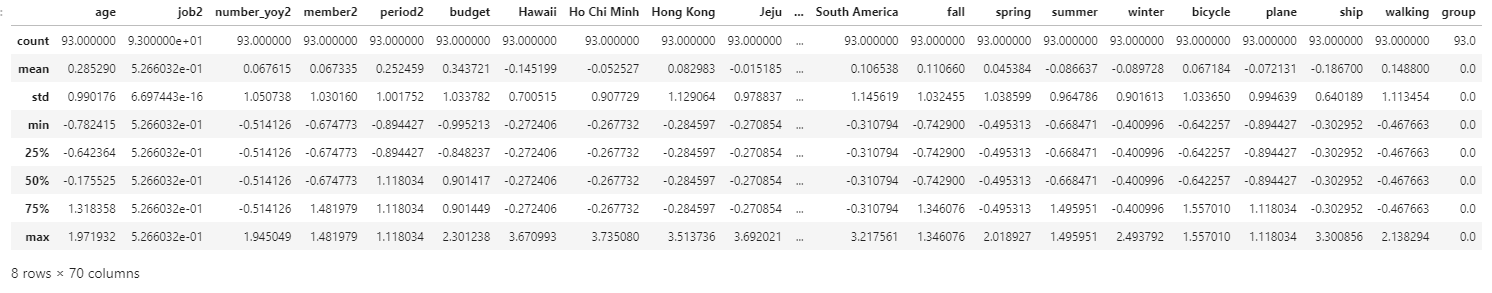 age job2 number_yoy2 member2 period2 budget Hawaii Ho Chi Minh Hong Kong Jeju ... South America fall spring summer winter bicycle plane ship walking group
count 93.000000 9.300000e+01 93.000000 93.000000 93.000000 93.000000 93.000000 93.000000 93.000000 93.000000 ... 93.000000 93.000000 93.000000 93.000000 93.000000 93.000000 93.000000 93.000000 93.000000 93.0
mean 0.285290 5.266032e-01 0.067615 0.067335 0.252459 0.343721 -0.145199 -0.052527 0.082983 -0.015185 ... 0.106538 0.110660 0.045384 -0.086637 -0.089728 0.067184 -0.072131 -0.186700 0.148800 0.0
std 0.990176 6.697443e-16 1.050738 1.030160 1.001752 1.033782 0.700515 0.907729 1.129064 0.978837 ... 1.145619 1.032455 1.038599 0.964786 0.901613 1.033650 0.994639 0.640189 1.113454 0.0
min -0.782415 5.266032e-01 -0.514126 -0.674773 -0.894427 -0.995213 -0.272406 -0.267732 -0.284597 -0.270854 ... -0.310794 -0.742900 -0.495313 -0.668471 -0.400996 -0.642257 -0.894427 -0.302952 -0.467663 0.0
25% -0.642364 5.266032e-01 -0.514126 -0.674773 -0.894427 -0.848237 -0.272406 -0.267732 -0.284597 -0.270854 ... -0.310794 -0.742900 -0.495313 -0.668471 -0.400996 -0.642257 -0.894427 -0.302952 -0.467663 0.0
50% -0.175525 5.266032e-01 -0.514126 -0.674773 1.118034 0.901417 -0.272406 -0.267732 -0.284597 -0.270854 ... -0.310794 -0.742900 -0.495313 -0.668471 -0.400996 -0.642257 -0.894427 -0.302952 -0.467663 0.0
75% 1.318358 5.266032e-01 -0.514126 1.481979 1.118034 0.901449 -0.272406 -0.267732 -0.284597 -0.270854 ... -0.310794 1.346076 -0.495313 1.495951 -0.400996 1.557010 1.118034 -0.302952 -0.467663 0.0
max 1.971932 5.266032e-01 1.945049 1.481979 1.118034 2.301238 3.670993 3.735080 3.513736 3.692021 ... 3.217561 1.346076 2.018927 1.495951 2.493792 1.557010 1.118034 3.300856 2.138294 0.0
8 rows × 70 columns